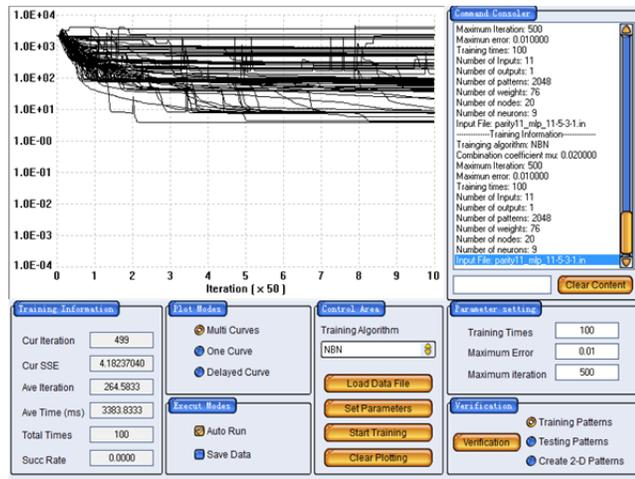 1.0E+04
1.0E+03
1.0E+02
1.0E+01
1.0E-00
1.0E-01
1.0E-02
1.0E-03
1.0E-04
0 1 2 3 4 5 6 7 8 9 10
Iteration ( × 50 )
Command Consoler
Maximum Iteration: 500
Maximun error: 0.010000
Training times: 100
Number of Inputs: 11
Number of outputs: 1
Number of patterns: 2048
Number of weights: 76
Number of nodes: 20
Number of neurons: 9
Input File: parity11_mlp_11-5-3-1.in
--------------Training Information--------------
Trainging algorithm: NBN
Combination coefficient mu: 0.020000
Maximum Iteration: 500
Maximun error: 0.010000
Training times: 100
Number of Inputs: 11
Number of outputs: 1
Number of patterns: 2048
Number of weights: 76
Number of nodes: 20
Number of neurons: 9
Input File: parity11_mlp_11-5-3-1.in
Clear Content
Training Information
Cur Iteration 499
Cur SSE 4.18237040
Ave Iteration 264.5833
Ave Time (ms) 3383.8333
Total Times 100
Succ Rate 0.0000
Plot Modes
Multi Curves
One Curve
Delayed Curve
Execut Modes
Auto Run
Save Data
Control Area
Training Algorithm
NBN
Load Data File
Set Parameters
Start Training
Clear Plotting
Parameter setting
Training Times 100
Maximum Error 0.01
Maximum iteration 500
Verification
Verification
Training Patterns
Testing Patterns
Create 2-D Patterns